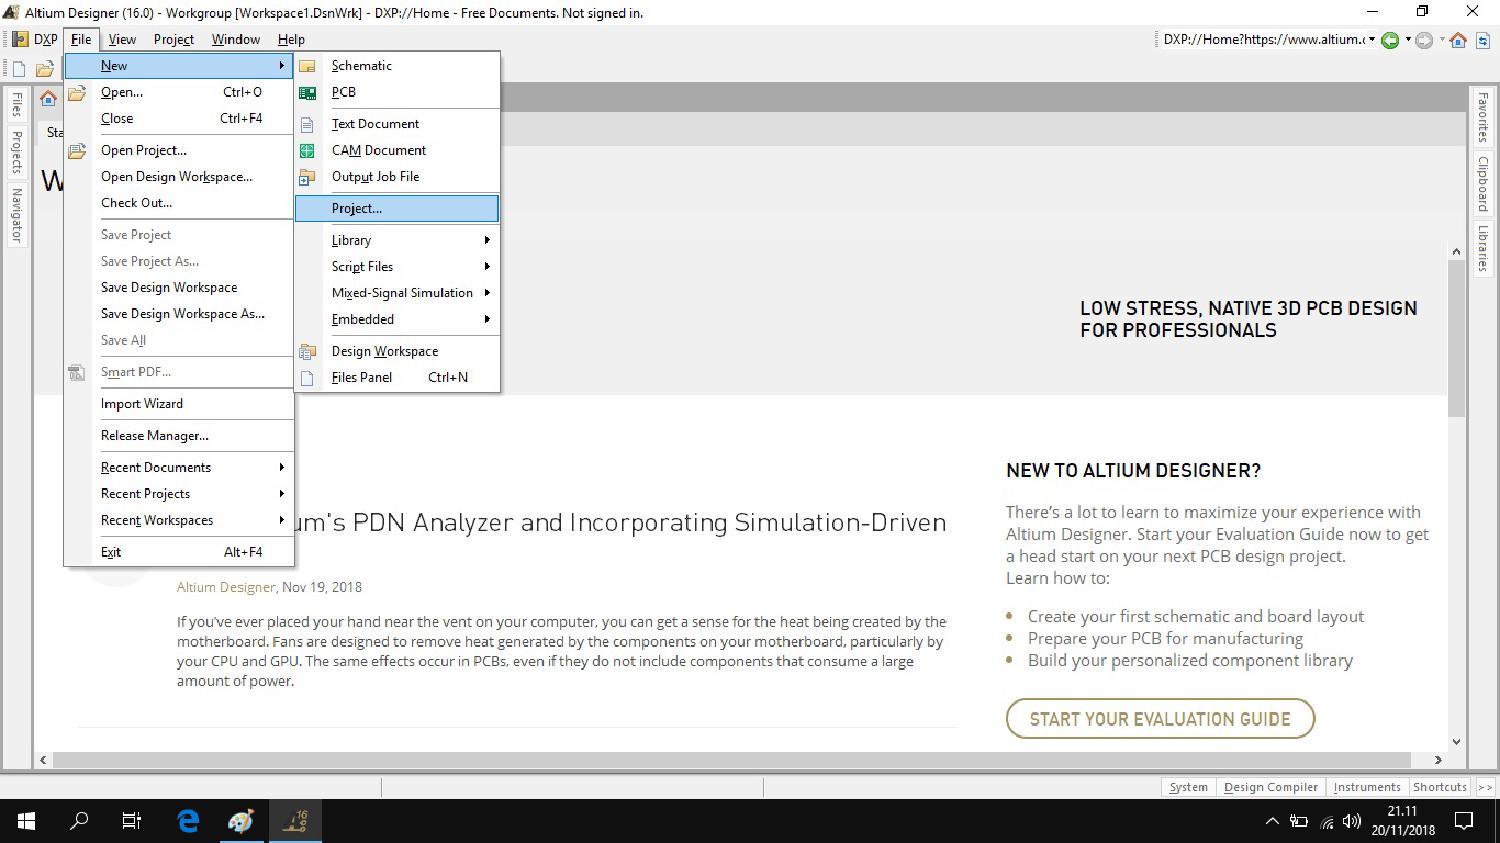 Altium Designer (16.0) - Workgroup [Workspace1.DsnWrk] - DXP://Home - Free Documents. Not signed in.
DXP File View Project Window Help
DXP://Home?https://www.altium.c
New
Open... Ctrl+O
Close Ctrl+F4
Open Project...
Open Design Workspace...
Check Out...
Save Project
Save Project As...
Save Design Workspace
Save Design Workspace As...
Save All
Smart PDF...
Import Wizard
Release Manager...
Recent Documents
Recent Projects
Recent Workspaces
Exit Alt+F4
Schematic
PCB
Text Document
CAM Document
Output Job File
Project...
Library
Script Files
Mixed-Signal Simulation
Embedded
Design Workspace
Files Panel Ctrl+N
Files
Projects
Navigator
Sta
W
Favorites
Clipboard
Libraries
LOW STRESS, NATIVE 3D PCB DESIGN
FOR PROFESSIONALS
um's PDN Analyzer and Incorporating Simulation-Driven
Altium Designer, Nov 19, 2018
If you've ever placed your hand near the vent on your computer, you can get a sense for the heat being created by the
motherboard. Fans are designed to remove heat generated by the components on your motherboard, particularly by
your CPU and GPU. The same effects occur in PCBs, even if they do not include components that consume a large
amount of power.
NEW TO ALTIUM DESIGNER?
There's a lot to learn to maximize your experience with
Altium Designer. Start your Evaluation Guide now to get
a head start on your next PCB design project.
Learn how to:
• Create your first schematic and board layout
• Prepare your PCB for manufacturing
• Build your personalized component library
START YOUR EVALUATION GUIDE
System Design Compiler Instruments Shortcuts >>
16
21.11
20/11/2018